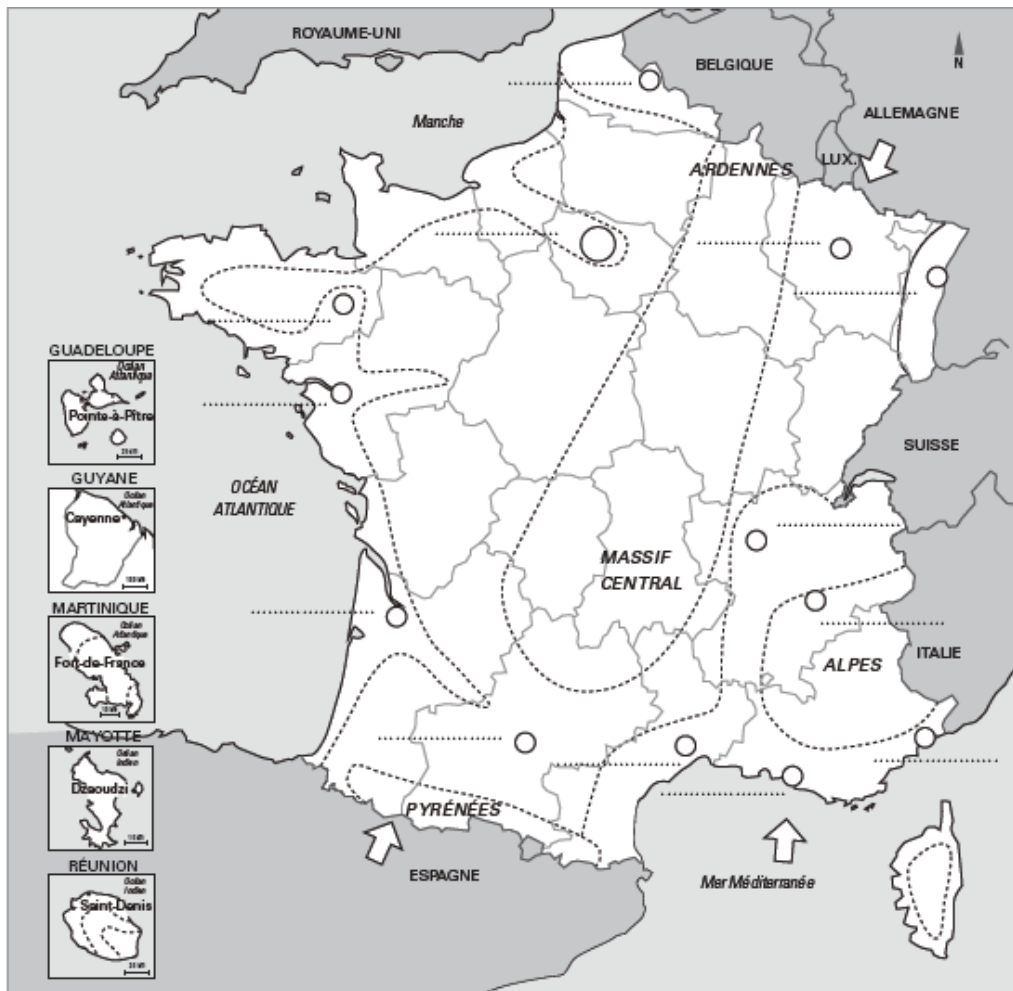 ROYAUME-UNI
BELGIQUE
N
ALLEMAGNE
Manche
LUX.
ARDENNES
GUADELOUPE
Océan
Atlantique
Pointe-à-Pître
SUISSE
GUYANE
Océan
Atlantique
Cayenne
OCÉAN
ATLANTIQUE
MASSIF
CENTRAL
MARTINIQUE
Océan
Atlantique
Fort-de-France
ITALIE
ALPES
MAYOTTE
Océan
Indien
Dzaoudzi
PYRÉNÉES
RÉUNION
Océan
Indien
Saint-Denis
ESPAGNE
Mer Méditerranée